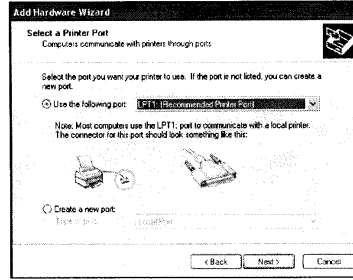 Add Hardware Wizard
Select a Printer Port
Computers communicate with printers through ports.
Select the port you want your printer to use. If the port is not listed, you can create a
new port.
Use the following port: LPT1: (Recommended Printer Port)
Note: Most computers use the LPT1: port to communicate with a local printer.
The connector for this port should look something like this:
Create a new port:
Type of port: Local Port
< Back Next > Cancel